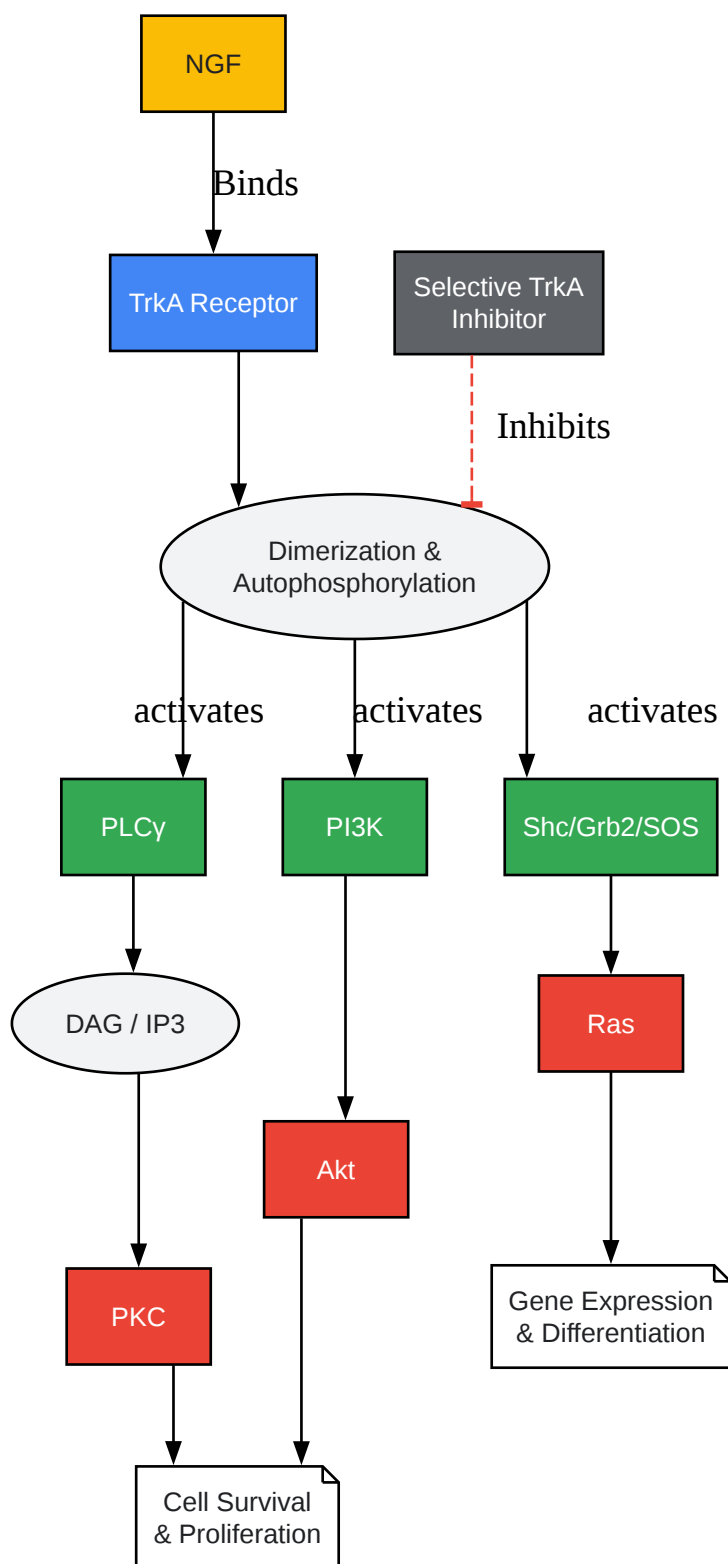 NGF
Binds
TrkA Receptor
Selective TrkA
Inhibitor
Inhibits
Dimerization &
Autophosphorylation
activates
activates
activates
PLCγ
PI3K
Shc/Grb2/SOS
DAG / IP3
Ras
Akt
PKC
Gene Expression
& Differentiation
Cell Survival
& Proliferation